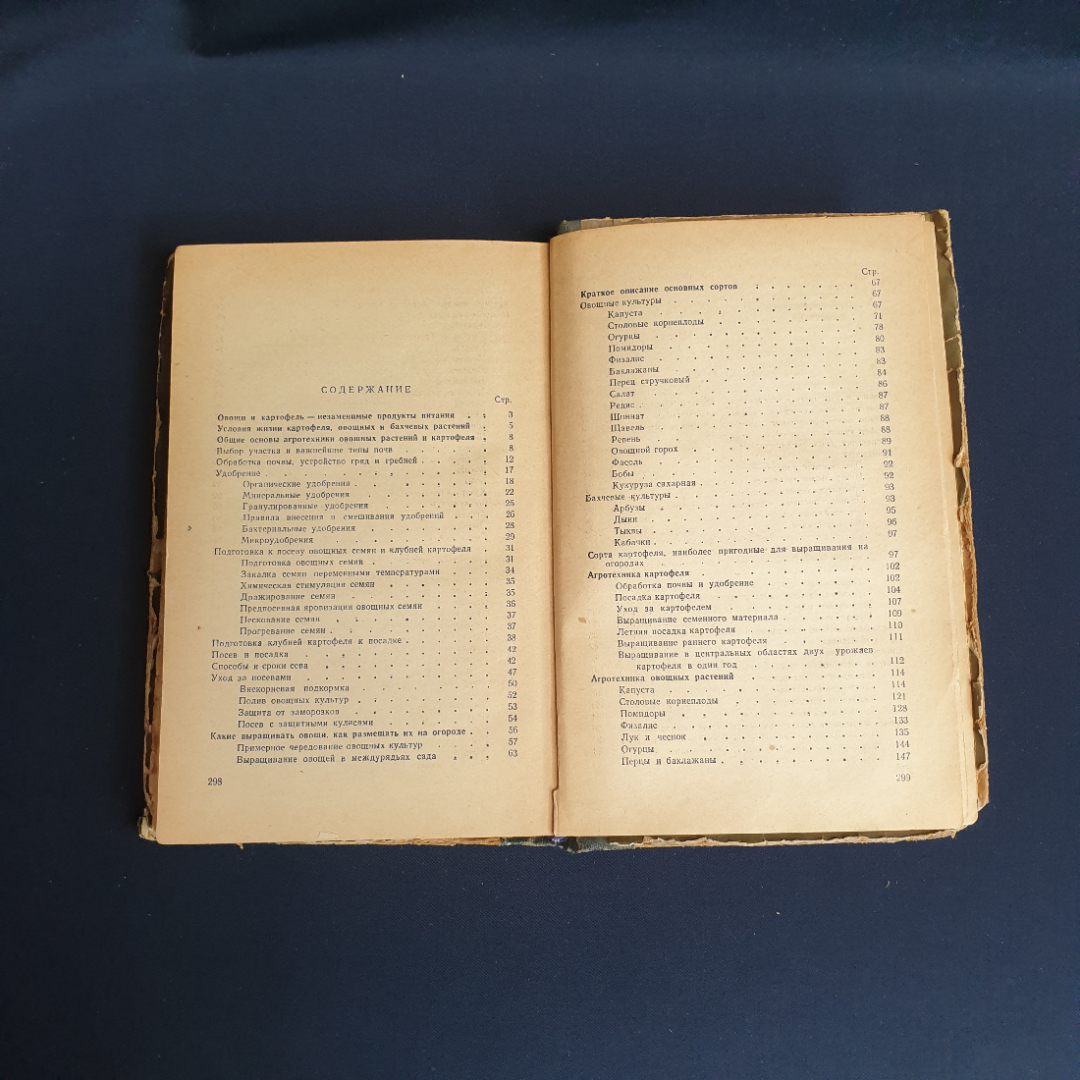 СОДЕРЖАНИЕ
Стр.
Овощи и картофель — незаменимые продукты питания . . 3
Условия жизни картофеля, овощных и бахчевых растений . 5
Общие основы агротехники овощных растений и картофеля . 8
Выбор участка и важнейшие типы почв . . . . 8
Обработка почвы, устройство гряд и гребней . . . . 12
Удобрение . . . . 17
Органические удобрения . . . . 18
Минеральные удобрения . . . . 22
Гранулированные удобрения . . . . 25
Правила внесения и смешивания удобрений . . . . 26
Бактериальные удобрения . . . . 28
Микроудобрения . . . . 29
Подготовка к посеву овощных семян и клубней картофеля . 31
Подготовка овощных семян . . . . 31
Закалка семян переменными температурами . . . . 34
Химическая стимуляция семян . . . . 35
Дражирование семян . . . . 35
Предпосевная яровизация овощных семян . . . . 36
Пескование семян . . . . 37
Прогревание семян . . . . 37
Подготовка клубней картофеля к посадке . . . . 38
Посев и посадка . . . . 42
Способы и сроки сева . . . . 42
Уход за посевами . . . . 47
Внекорневая подкормка . . . . 50
Полив овощных культур . . . . 52
Защита от заморозков . . . . 53
Посев с защитными кулисами . . . . 54
Какие выращивать овощи, как размещать их на огороде . . 56
Примерное чередование овощных культур . . . . 57
Выращивание овощей в междурядьях сада . . . 63
298
Стр.
Краткое описание основных сортов . . . . 67
Овощные культуры . . . . 67
Капуста . . . . 67
Столовые корнеплоды . . . . 71
Огурцы . . . . 78
Помидоры . . . . 80
Физалис . . . . 83
Баклажаны . . . . 83
Перец стручковый . . . . 84
Салат . . . . 86
Редис . . . . 87
Шпинат . . . . 87
Щавель . . . . 88
Ревень . . . . 88
Овощной горох . . . . 89
Фасоль . . . . 91
Бобы . . . . 92
Кукуруза сахарная . . . . 92
Бахчевые культуры . . . . 93
Арбузы . . . . 93
Дыни . . . . 95
Тыквы . . . . 96
Кабачки . . . . 97
Сорта картофеля, наиболее пригодные для выращивания на
огородах . . . . 97
Агротехника картофеля . . . . 102
Обработка почвы и удобрение . . . . 102
Посадка картофеля . . . . 104
Уход за картофелем . . . . 107
Выращивание семенного материала . . . . 109
Летняя посадка картофеля . . . . 110
Выращивание раннего картофеля . . . . 111
Выращивание в центральных областях двух урожаев
картофеля в один год . . . . 112
Агротехника овощных растений . . . . 114
Капуста . . . . 114
Столовые корнеплоды . . . . 121
Помидоры . . . . 128
Физалис . . . . 133
Лук и чеснок . . . . 135
Огурцы . . . . 144
Перцы и баклажаны . . . . 147
299